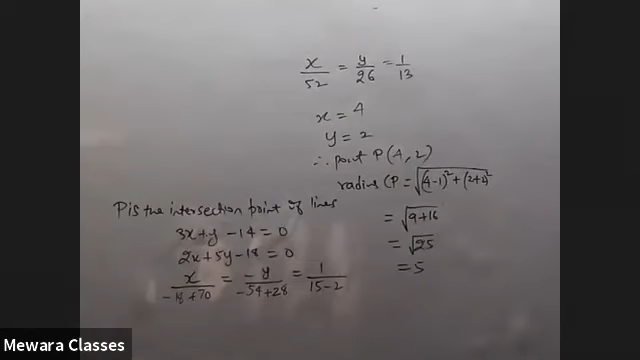 P is the intersection point of lines
3x+y-14=0
2x+5y-18=0
x/-18+70 = -y/-54+28 = 1/15-2
x/52 = y/26 = 1/13
x=4
y=2
∴ point P(4,2)
radius CP = √(4-1)²+(2+2)²
= √9+16
= √25
= 5
Mewara Classes